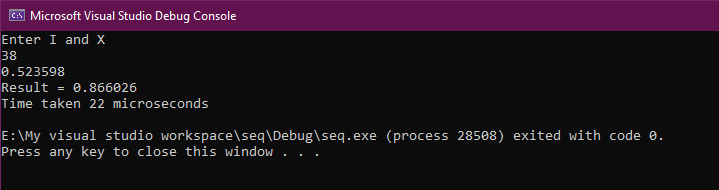 Microsoft Visual Studio Debug Console
Enter I and X
38
0.523598
Result = 0.866026
Time taken 22 microseconds
E:\My visual studio workspace\seq\Debug\seq.exe (process 28508) exited with code 0.
Press any key to close this window . . .